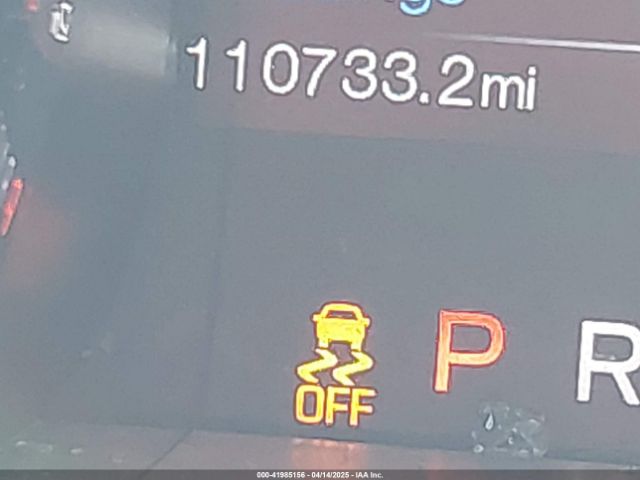 110733.2mi
P R
OFF
000-41985156 - 04/14/2025 - IAA Inc.